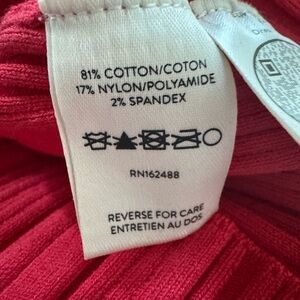 81% COTTON/COTON
17% NYLON/POLYAMIDE
2% SPANDEX
RN162488
REVERSE FOR CARE
ENTRETIEN AU DOS